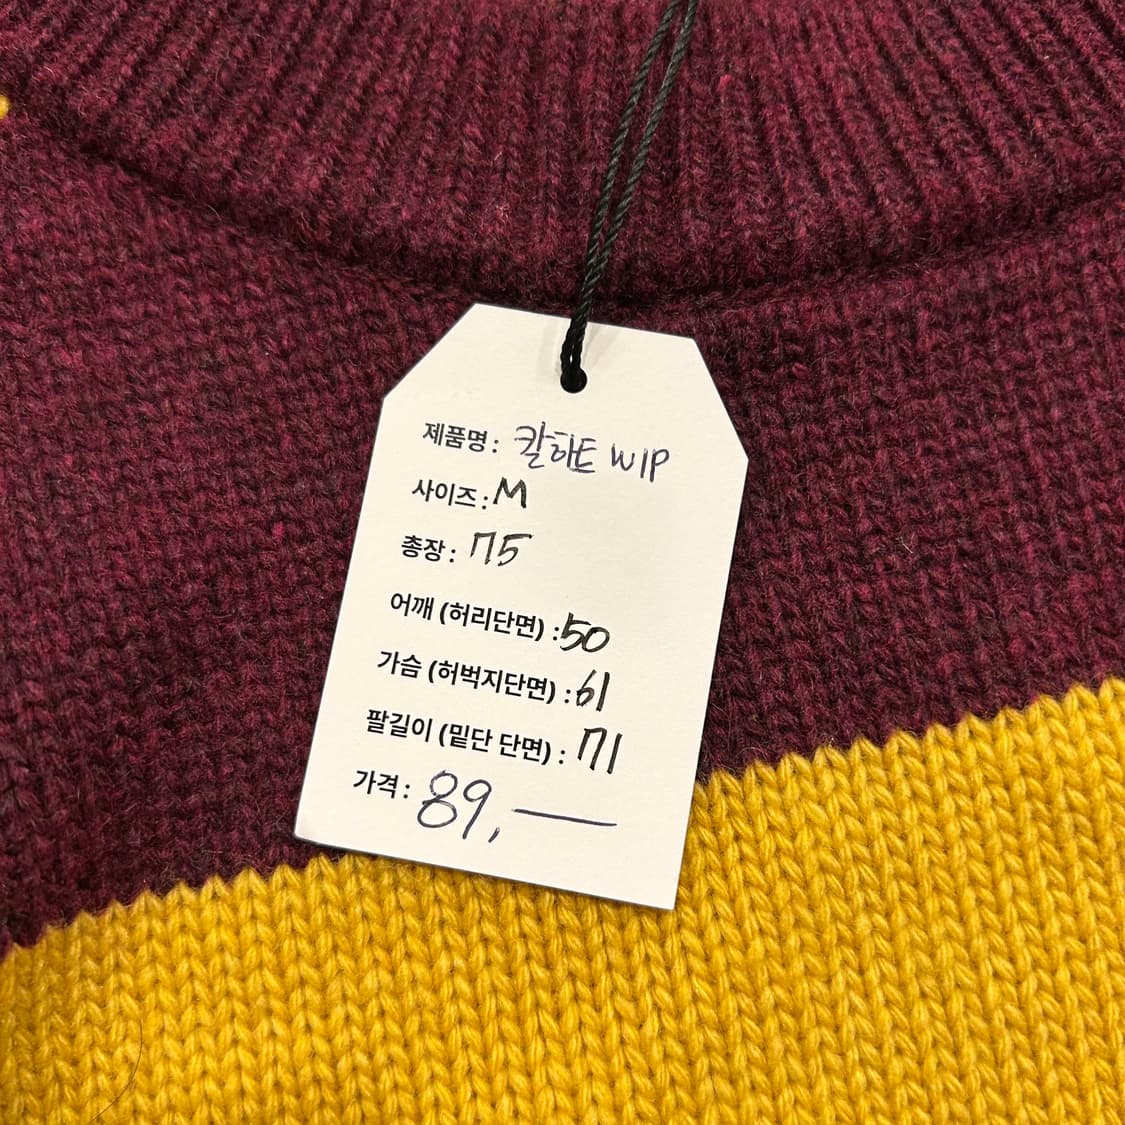 제품명: 칼하트 WIP
사이즈: M
총장: 75
어깨 (허리단면) : 50
가슴 (허벅지단면) : 61
팔길이 (밑단 단면) : 71
가격: 89,—